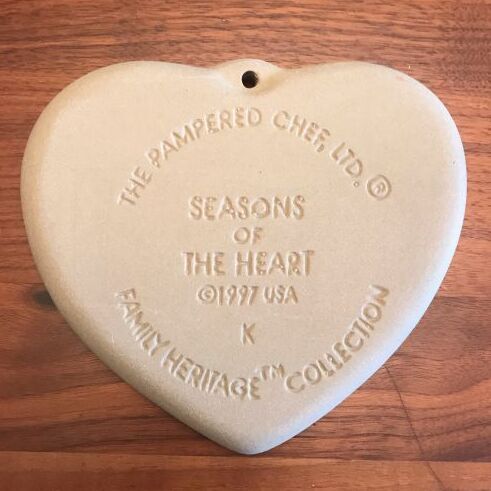 THE PAMPERED CHEF, LTD. ®
SEASONS
OF
THE HEART
©1997 USA
K
FAMILY HERITAGE™ COLLECTION